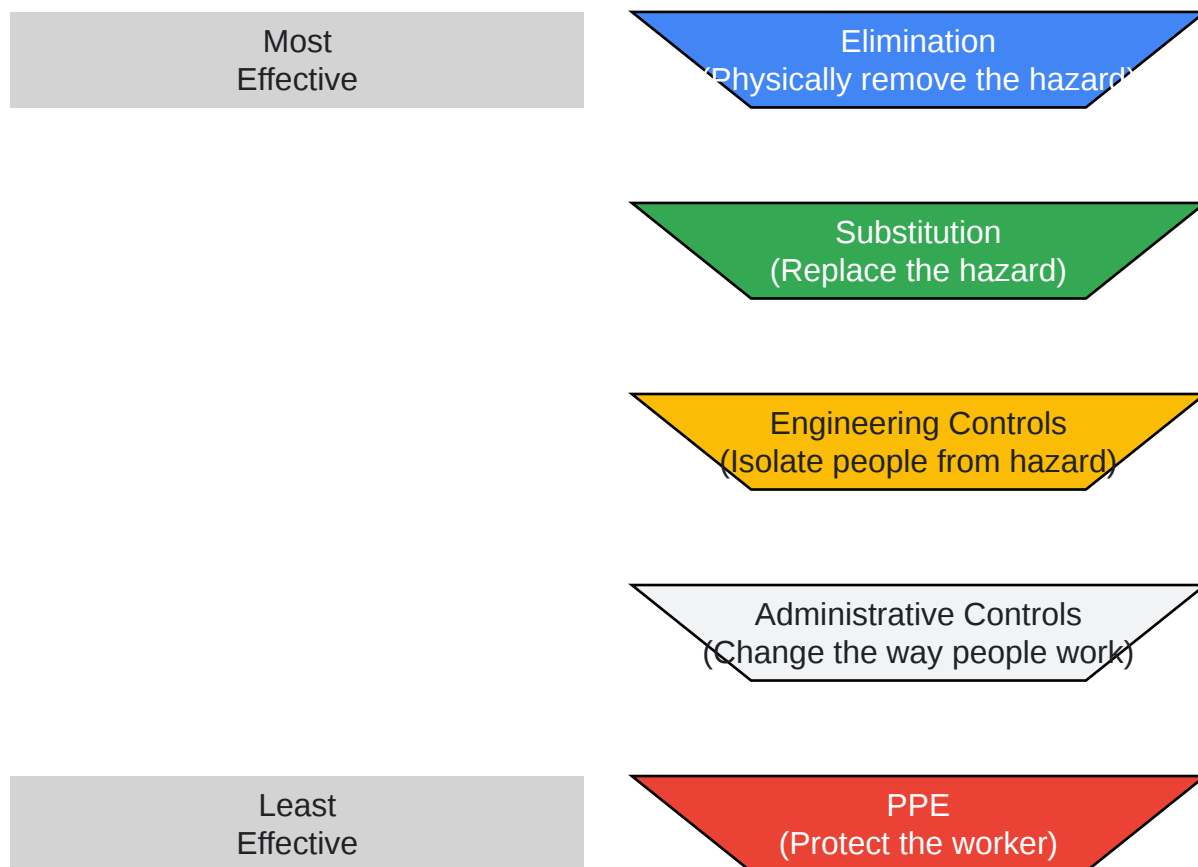 Most
Effective
Elimination
(Physically remove the hazard)
Substitution
(Replace the hazard)
Engineering Controls
(Isolate people from hazard)
Administrative Controls
(Change the way people work)
Least
Effective
PPE
(Protect the worker)